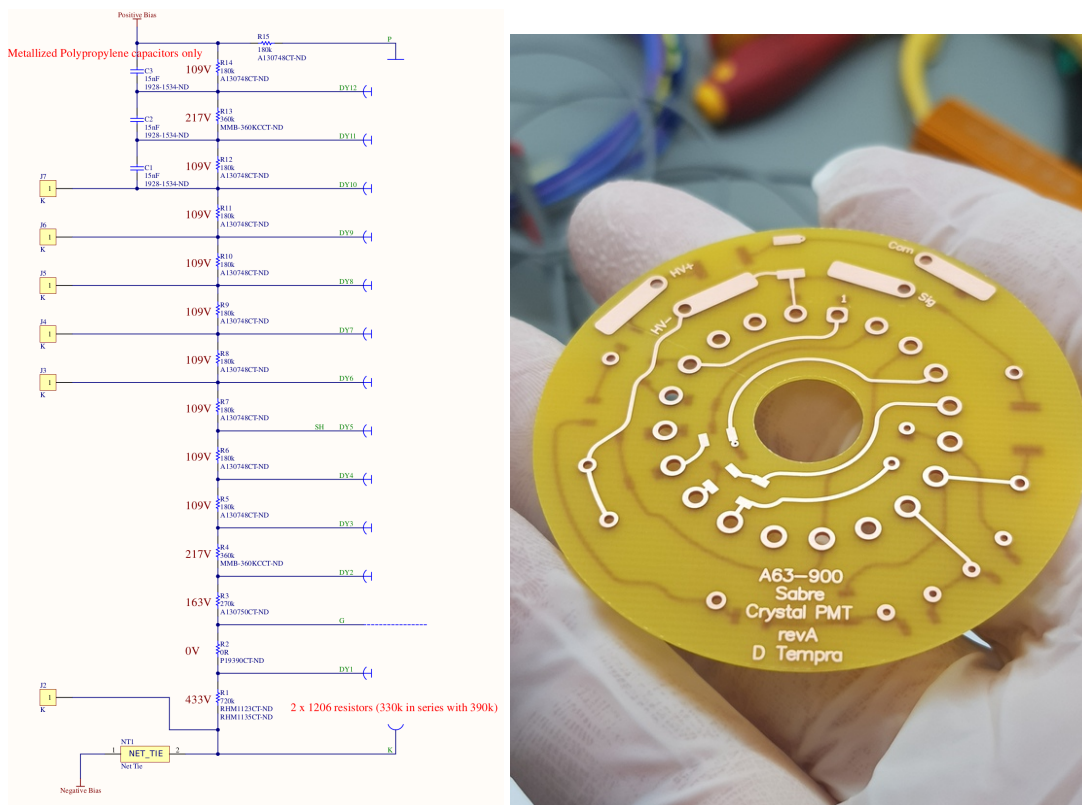 Positive Bias
Metallized Polypropylene capacitors only
R15
180k
A130748CT-ND
P
C3
15nF
1928-1534-ND
109V
R14
180k
A130748CT-ND
DY12
C2
15nF
1928-1534-ND
217V
R13
360k
MMB-360KCCT-ND
DY11
C1
15nF
1928-1534-ND
109V
R12
180k
A130748CT-ND
DY10
J7
1
K
109V
R11
180k
A130748CT-ND
DY9
J6
1
K
109V
R10
180k
A130748CT-ND
DY8
J5
1
K
109V
R9
180k
A130748CT-ND
DY7
J4
1
K
109V
R8
180k
A130748CT-ND
DY6
J3
1
K
109V
R7
180k
A130748CT-ND
SH DY5
109V
R6
180k
A130748CT-ND
DY4
109V
R5
180k
A130748CT-ND
DY3
217V
R4
360k
MMB-360KCCT-ND
DY2
163V
R3
270k
A130750CT-ND
G
0V
R2
0R
P19390CT-ND
DY1
J2
1
K
433V
R1
720k
RHM1123CT-ND
RHM1135CT-ND
2 x 1206 resistors (330k in series with 390k)
K
NT1
1 NET_TIE 2
Net Tie
Negative Bias
HV+
HV-
Com
Sig
1
A63-900
Sabre
Crystal PMT
revA
D Tempra